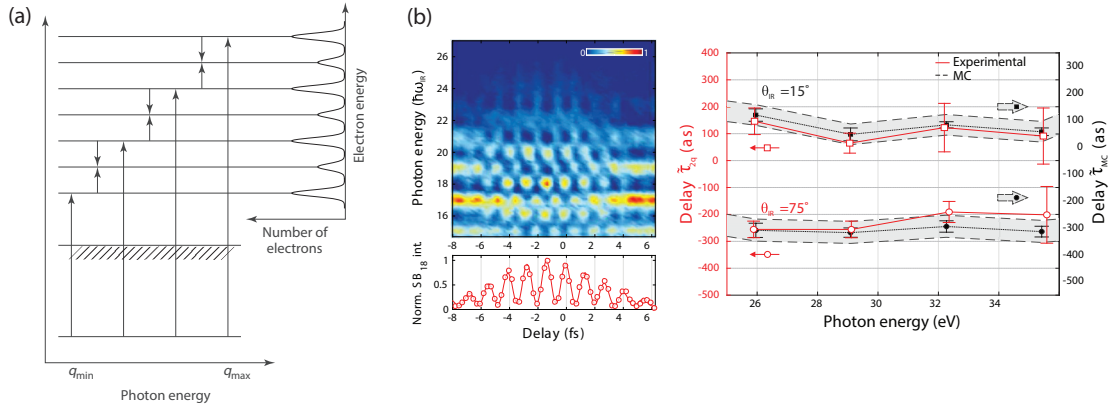 (a)
Electron energy
Number of
electrons
q_min
q_max
Photon energy
(b)
Photon energy (ħω_IR)
26
24
22
20
18
16
0
1
-8
-6
-4
-2
0
2
4
6
Norm. SB_18 int.
1
0.5
0
-8
-6
-4
-2
0
2
4
6
Delay (fs)
Delay τ̃_2q (as)
400
300
200
100
0
-100
-200
-300
-400
-500
Experimental
MC
θ_IR =15°
θ_IR =75°
26
28
30
32
34
Photon energy (eV)
300
200
100
0
-100
-200
-300
-400
-500
Delay τ̃_MC (as)